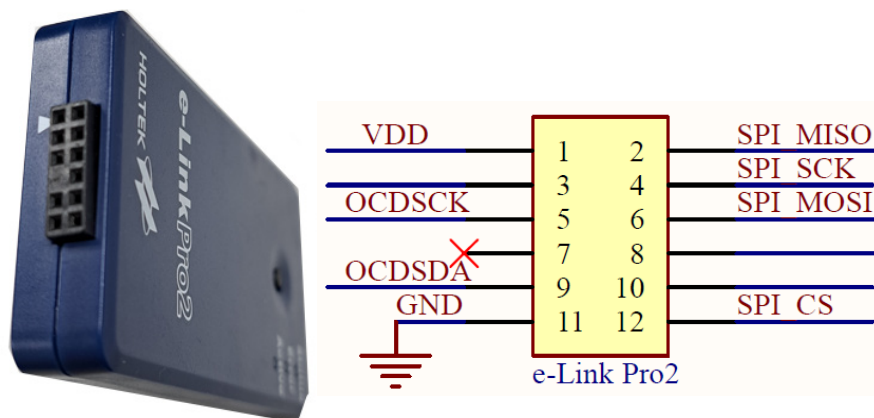 HOLTEK
e-LinkPro2
VDD
1
2
SPI_MISO
3
4
SPI_SCK
OCDSCK
5
6
SPI_MOSI
7
8
OCDSDA
9
10
GND
11
12
SPI_CS
e-Link Pro2